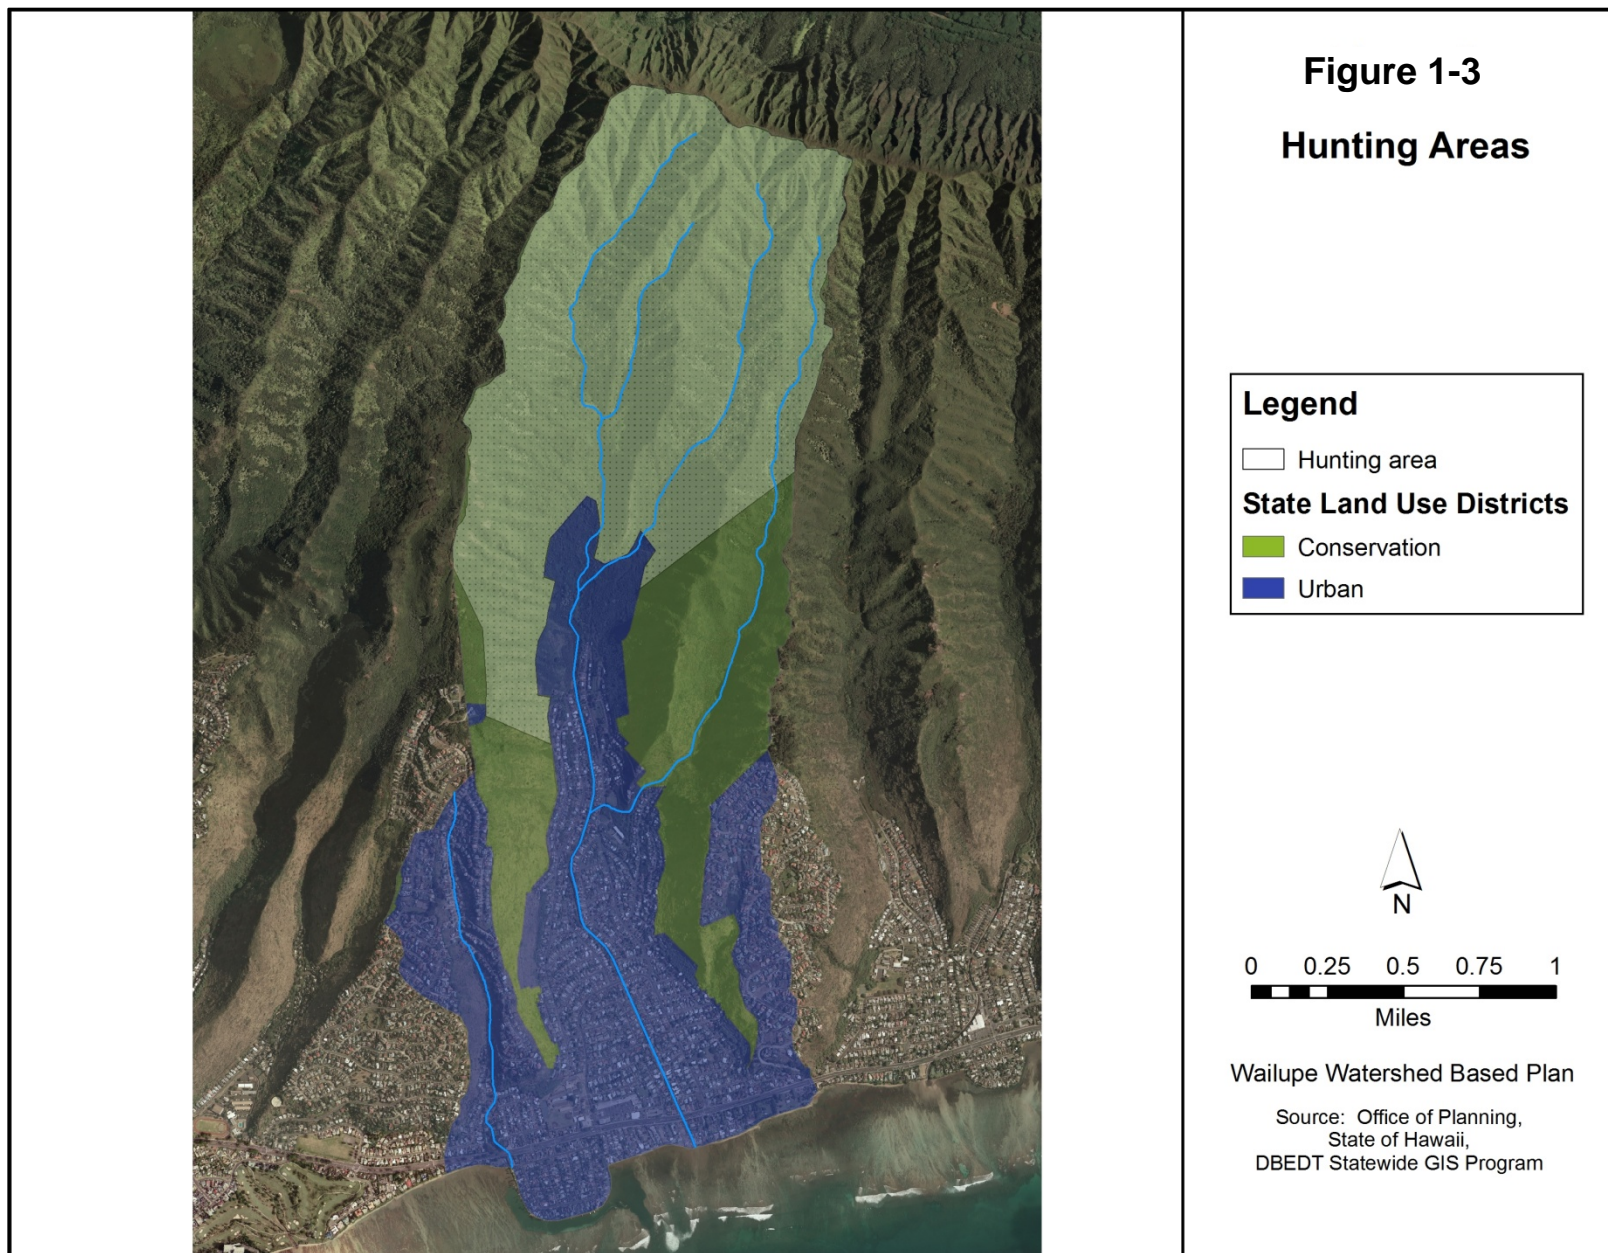 Figure 1-3
Hunting Areas
Legend
Hunting area
State Land Use Districts
Conservation
Urban
N
0 0.25 0.5 0.75 1
Miles
Wailupe Watershed Based Plan
Source: Office of Planning,
State of Hawaii,
DBEDT Statewide GIS Program